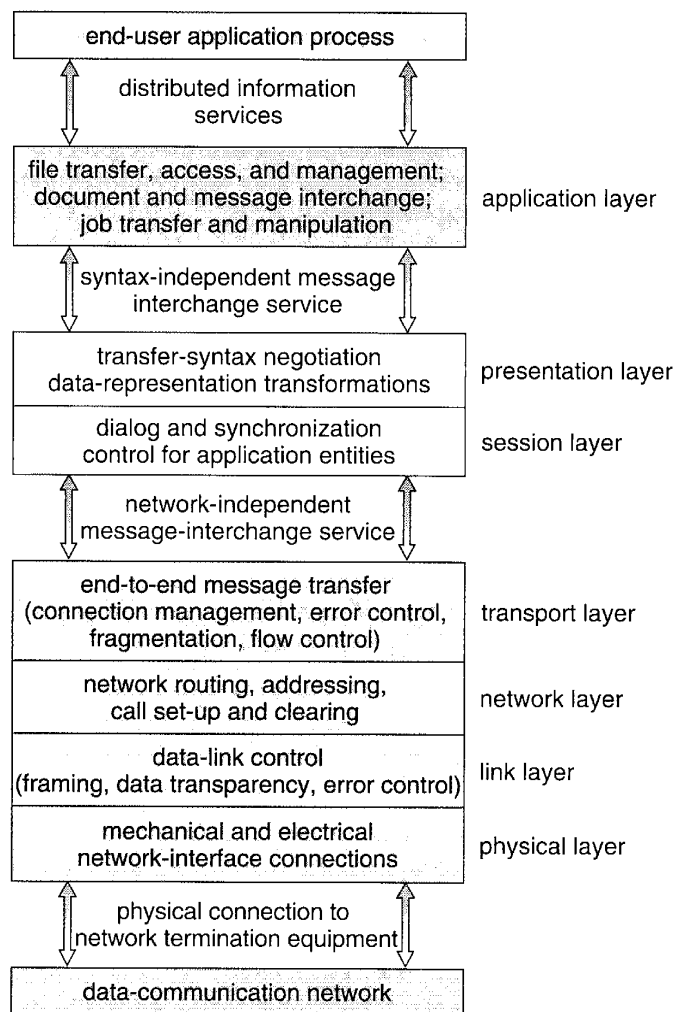 end-user application process
distributed information
services
file transfer, access, and management;
document and message interchange;
job transfer and manipulation
application layer
syntax-independent message
interchange service
transfer-syntax negotiation
data-representation transformations
presentation layer
dialog and synchronization
control for application entities
session layer
network-independent
message-interchange service
end-to-end message transfer
(connection management, error control,
fragmentation, flow control)
transport layer
network routing, addressing,
call set-up and clearing
network layer
data-link control
(framing, data transparency, error control)
link layer
mechanical and electrical
network-interface connections
physical layer
physical connection to
network termination equipment
data-communication network